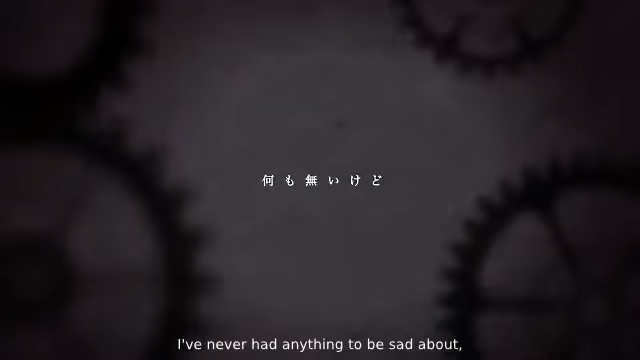 何も無いけど
I've never had anything to be sad about,